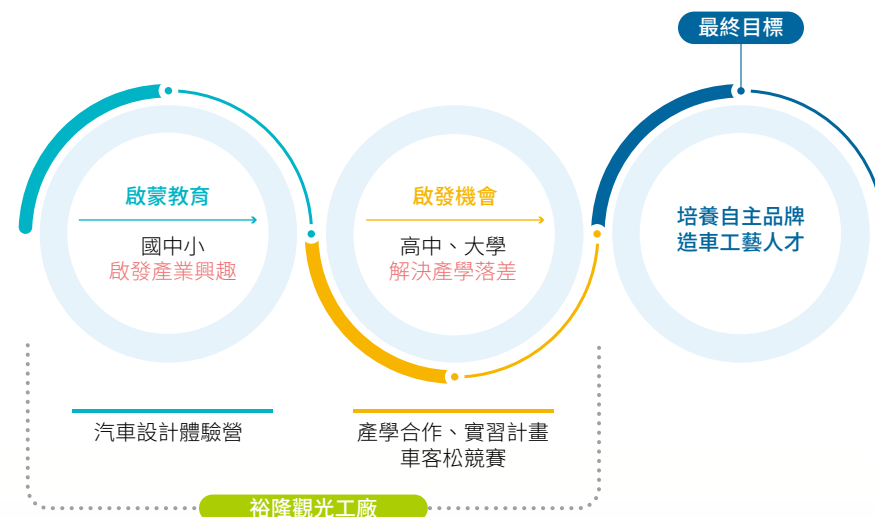 最終目標
啟蒙教育
國中小
啟發產業興趣
啟發機會
高中、大學
解決產學落差
培養自主品牌
造車工藝人才
汽車設計體驗營
產學合作、實習計畫
車客松競賽
裕隆觀光工廠